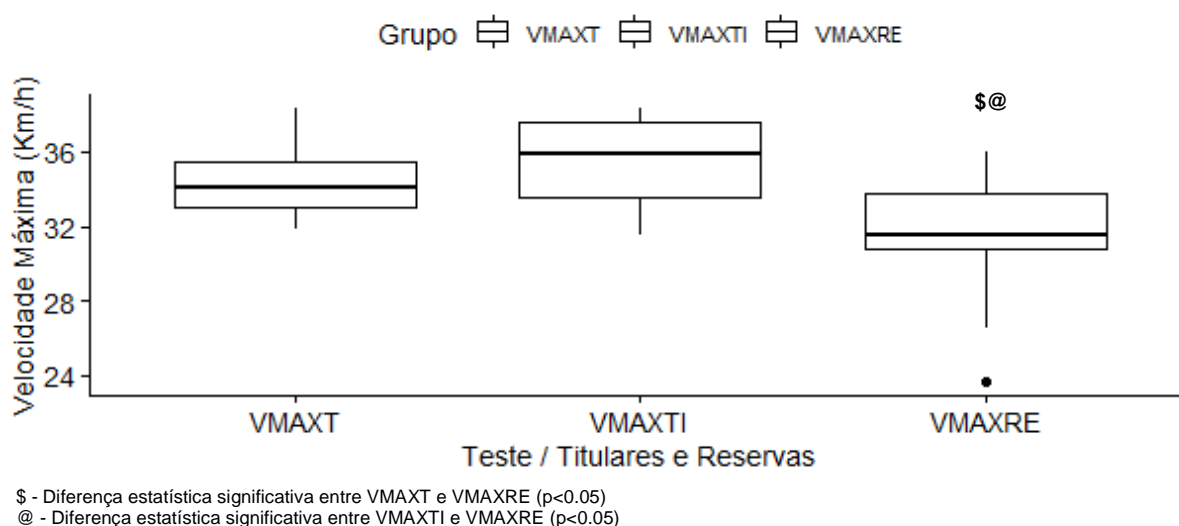 Grupo VMAXT VMAXTI VMAXRE
Velocidade Máxima (Km/h)
$@
36
32
28
24
VMAXT VMAXTI VMAXRE
Teste / Titulares e Reservas
$ - Diferença estatística significativa entre VMAXT e VMAXRE (p<0.05)
@ - Diferença estatística significativa entre VMAXTI e VMAXRE (p<0.05)